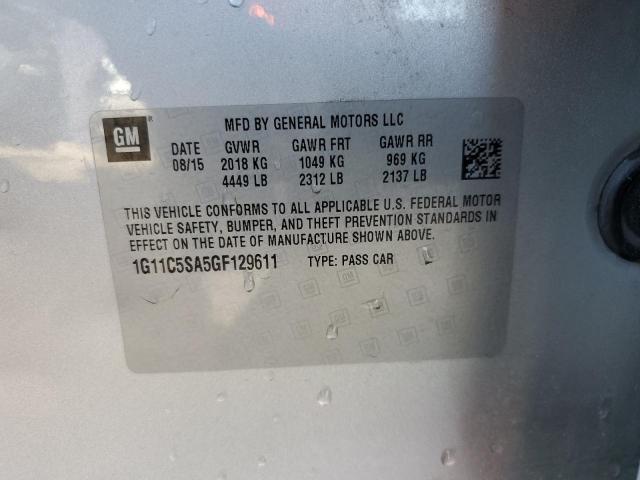 GM
MFD BY GENERAL MOTORS LLC
DATE GVWR GAWR FRT GAWR RR
08/15 2018 KG 1049 KG 969 KG
4449 LB 2312 LB 2137 LB
THIS VEHICLE CONFORMS TO ALL APPLICABLE U.S. FEDERAL MOTOR
VEHICLE SAFETY, BUMPER, AND THEFT PREVENTION STANDARDS IN
EFFECT ON THE DATE OF MANUFACTURE SHOWN ABOVE.
1G11C5SA5GF129611 TYPE: PASS CAR